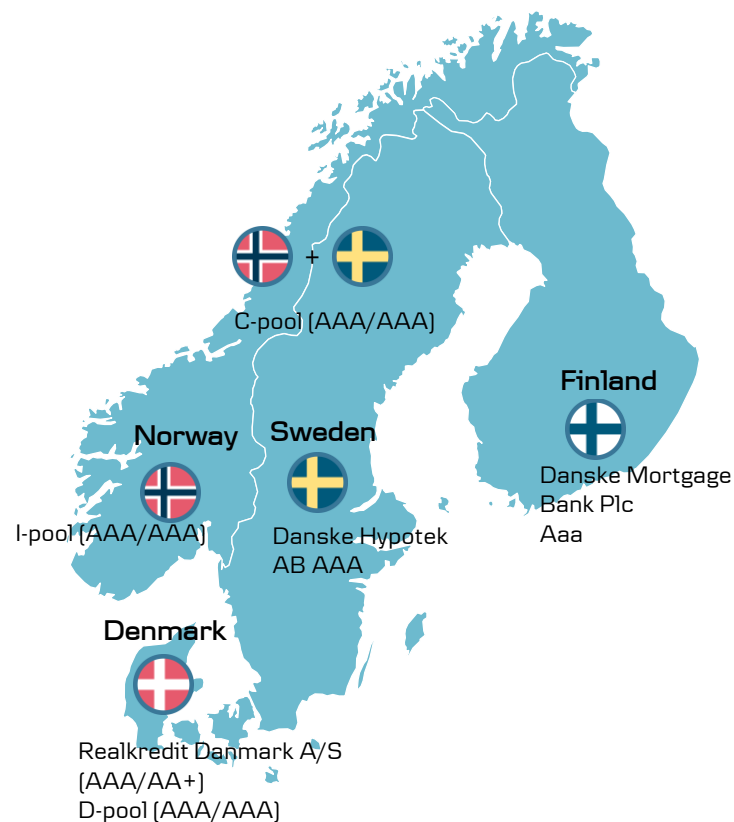 +
C-pool (AAA/AAA)
Finland
Danske Mortgage
Bank Plc
Aaa
Norway
I-pool (AAA/AAA)
Sweden
Danske Hypotek
AB AAA
Denmark
Realkredit Danmark A/S
(AAA/AA+)
D-pool (AAA/AAA)